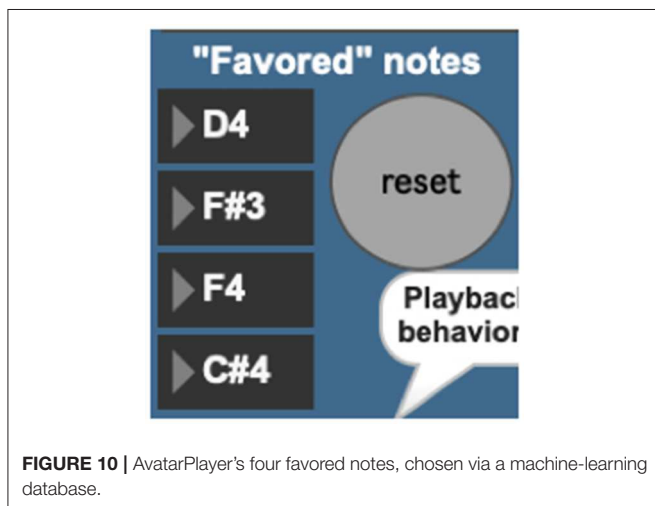 "Favored" notes
D4
F#3
F4
C#4
reset
behavior
FIGURE 10 | AvatarPlayer's four favored notes, chosen via a machine-learning
database.